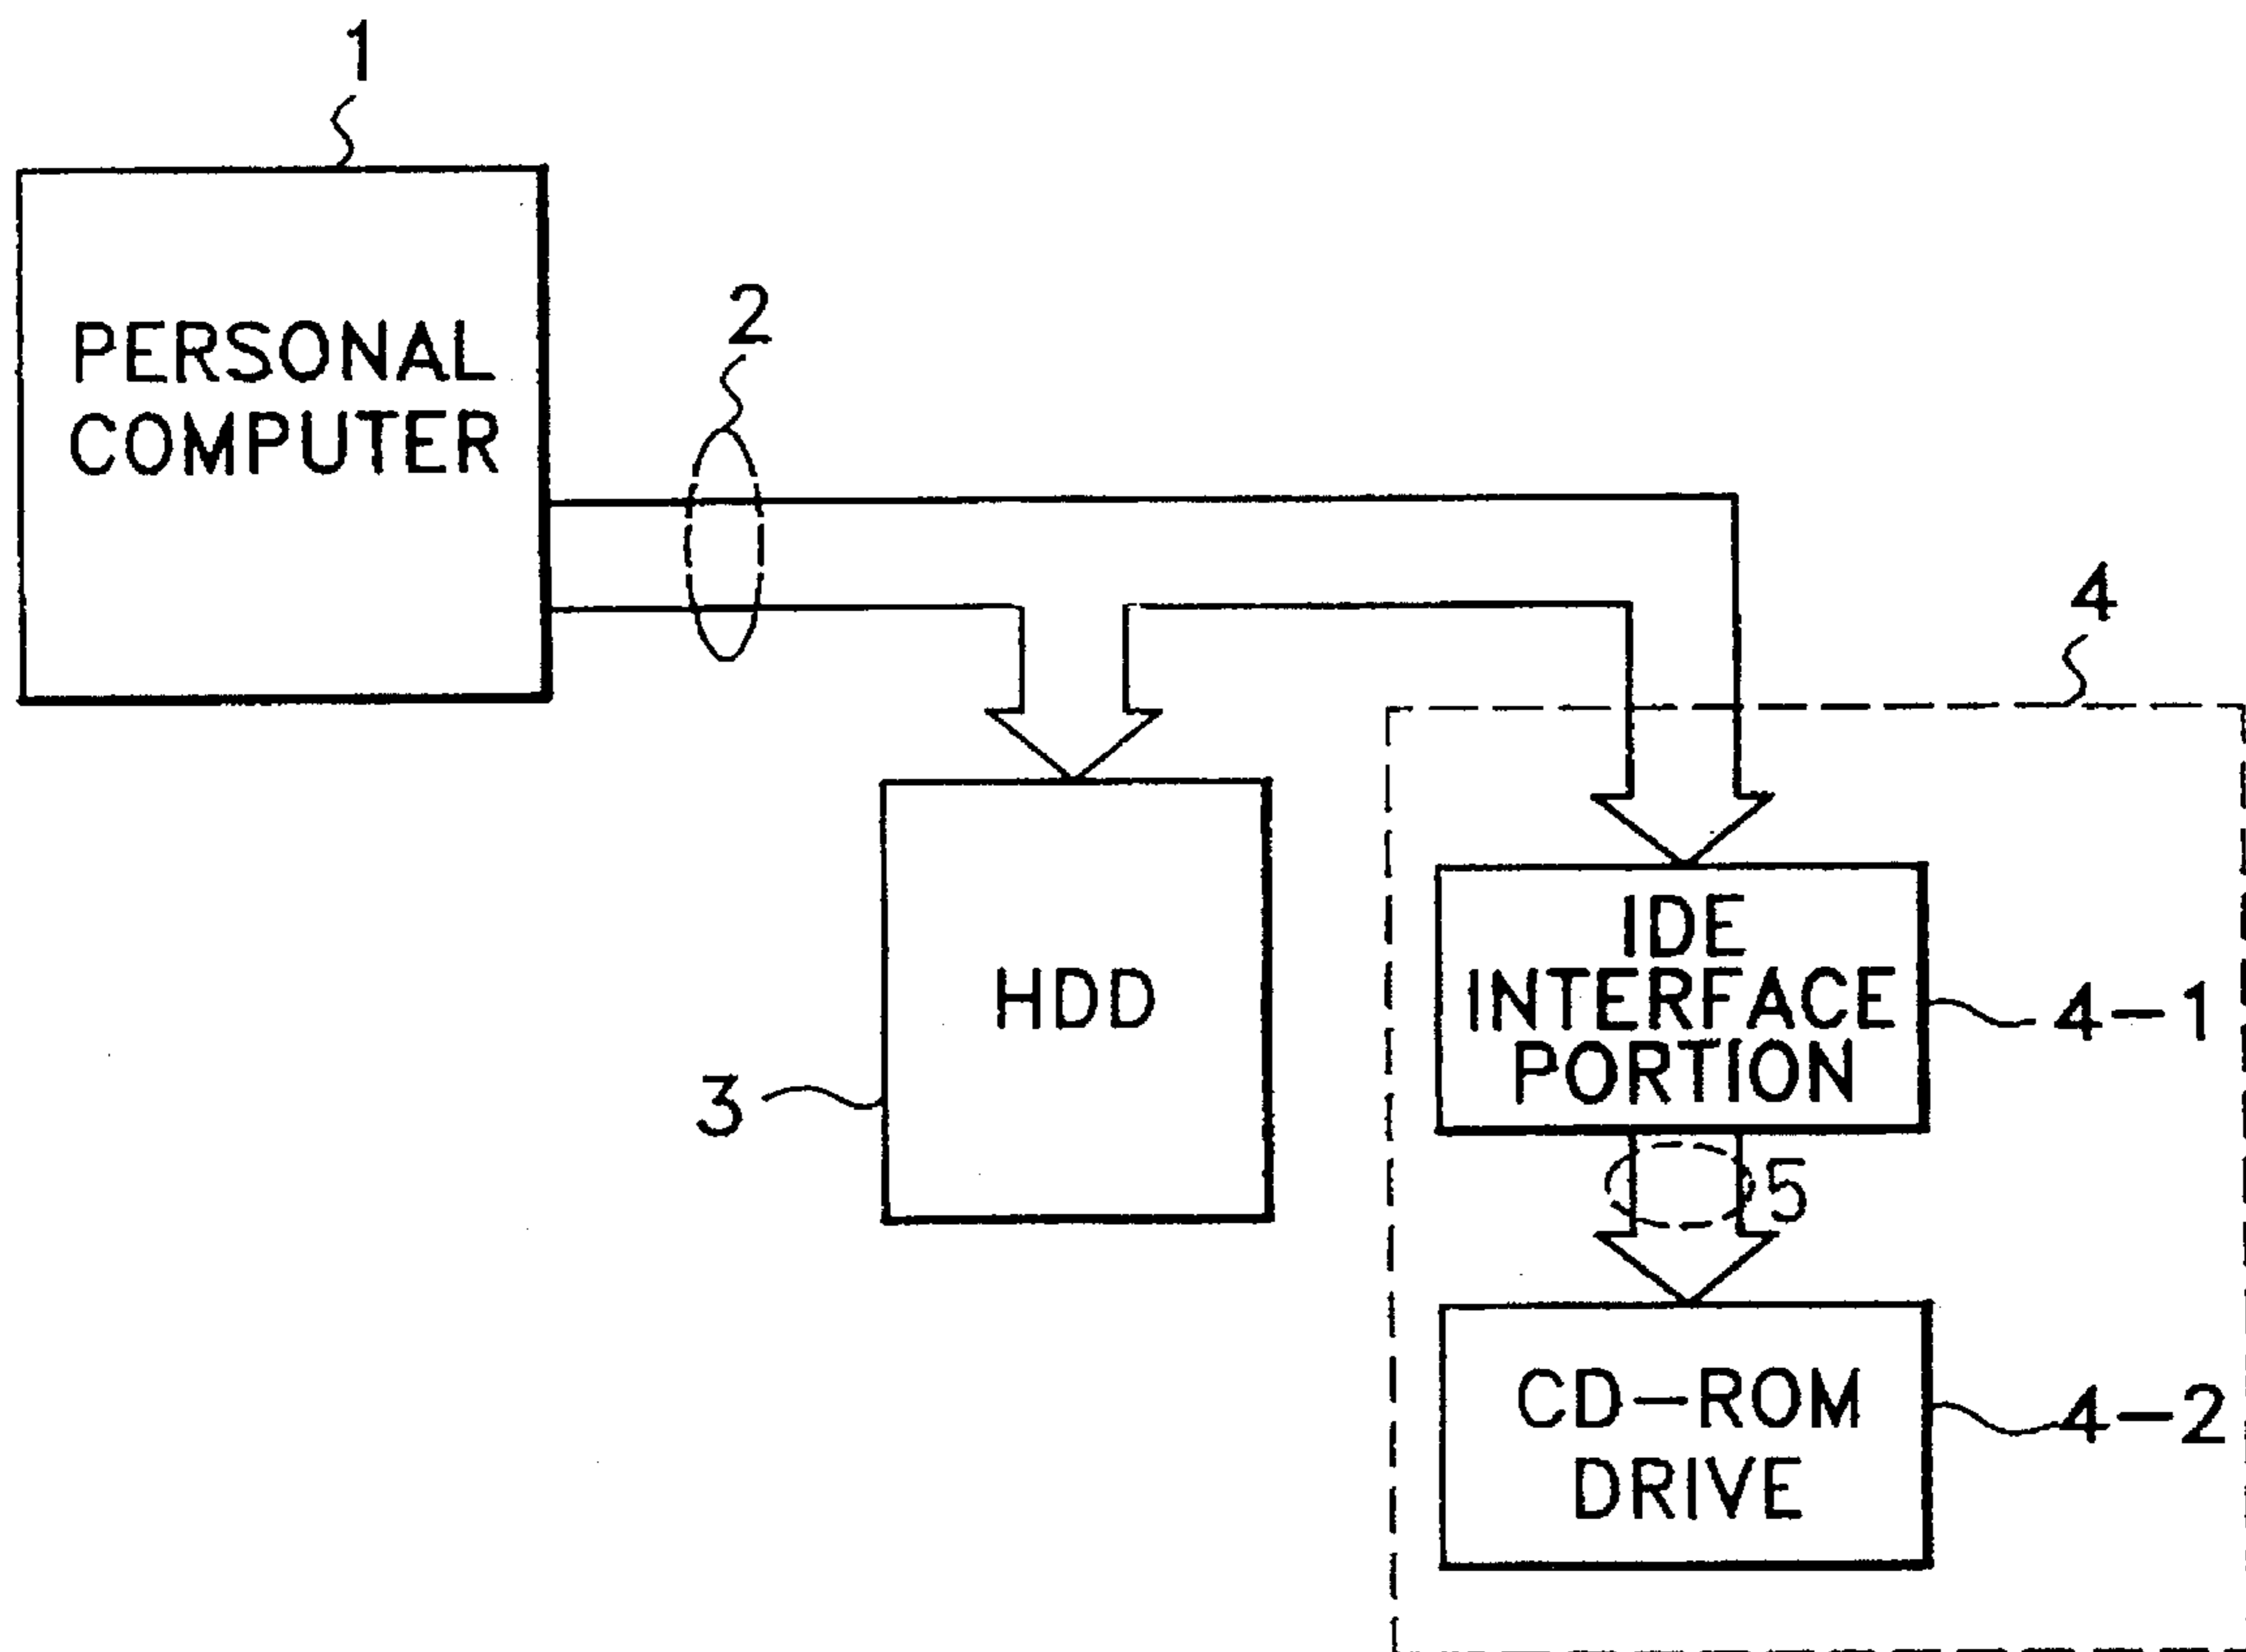 1
PERSONAL
COMPUTER
2
4
HDD
3
IDE
INTERFACE
PORTION
4-1
5
CD-ROM
DRIVE
4-2